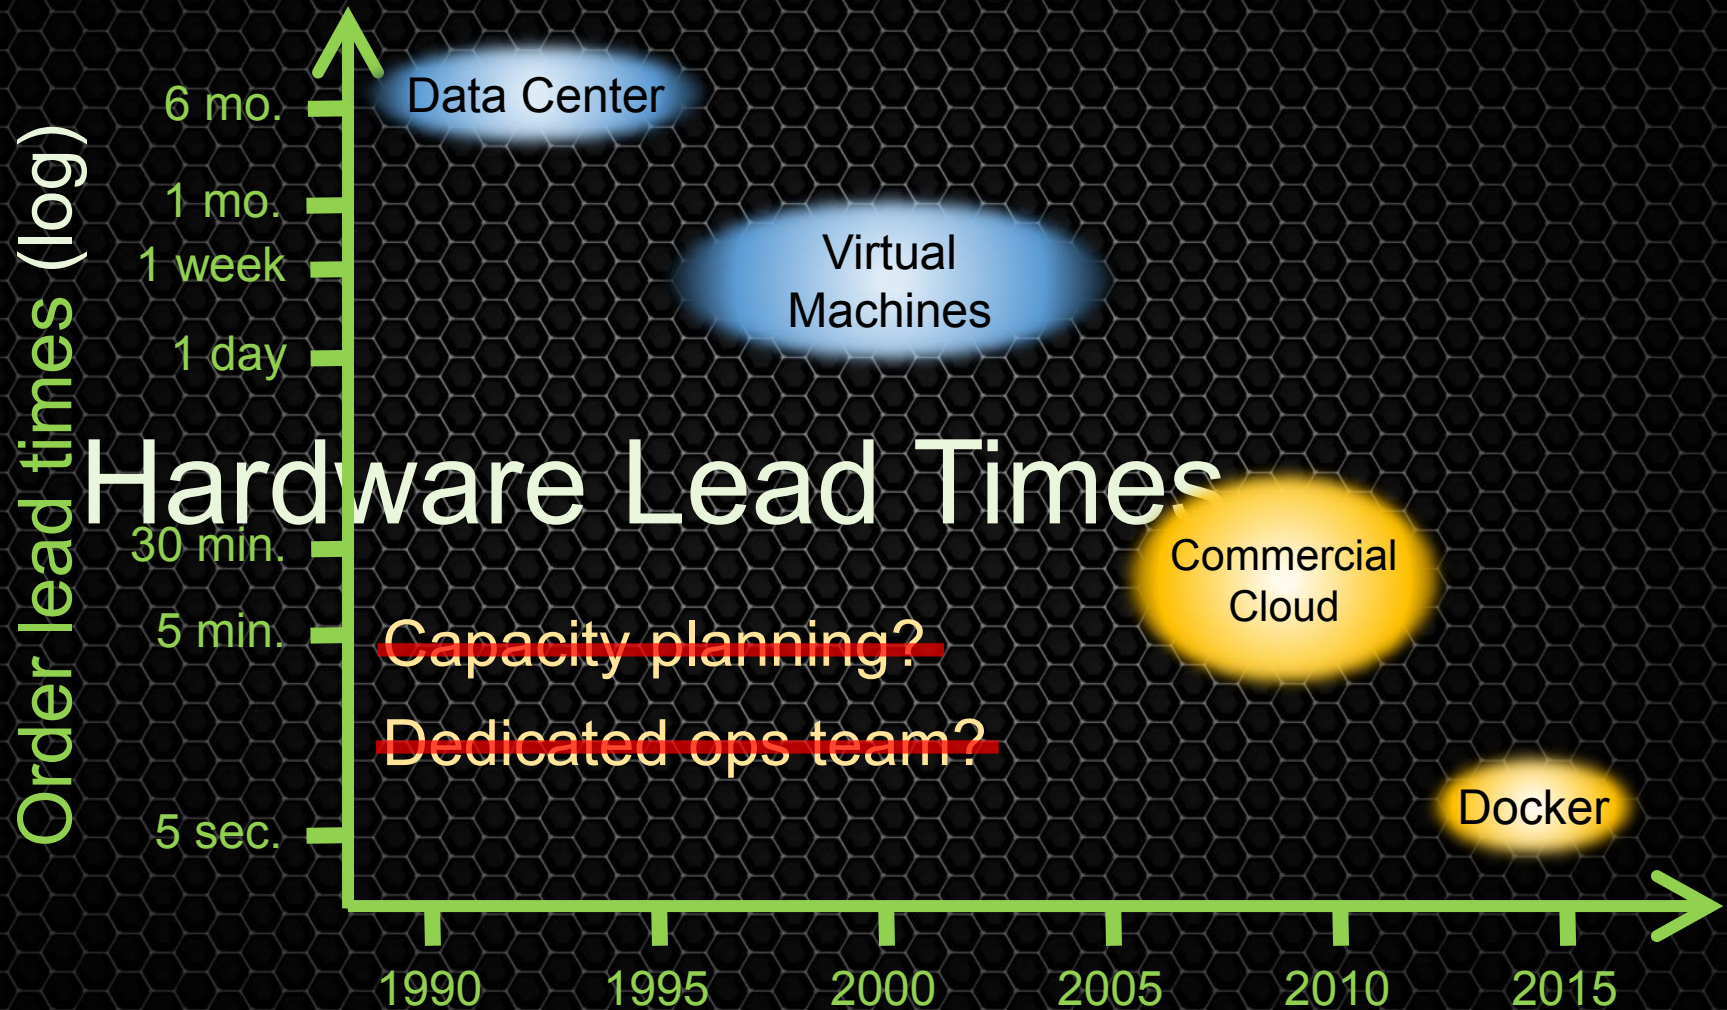 Order lead times (log)
6 mo.
1 mo.
1 week
1 day
30 min.
5 min.
5 sec.
Data Center
Virtual
Machines
Hardware Lead Times
Commercial
Cloud
Capacity planning?
Dedicated ops team?
Docker
1990
1995
2000
2005
2010
2015